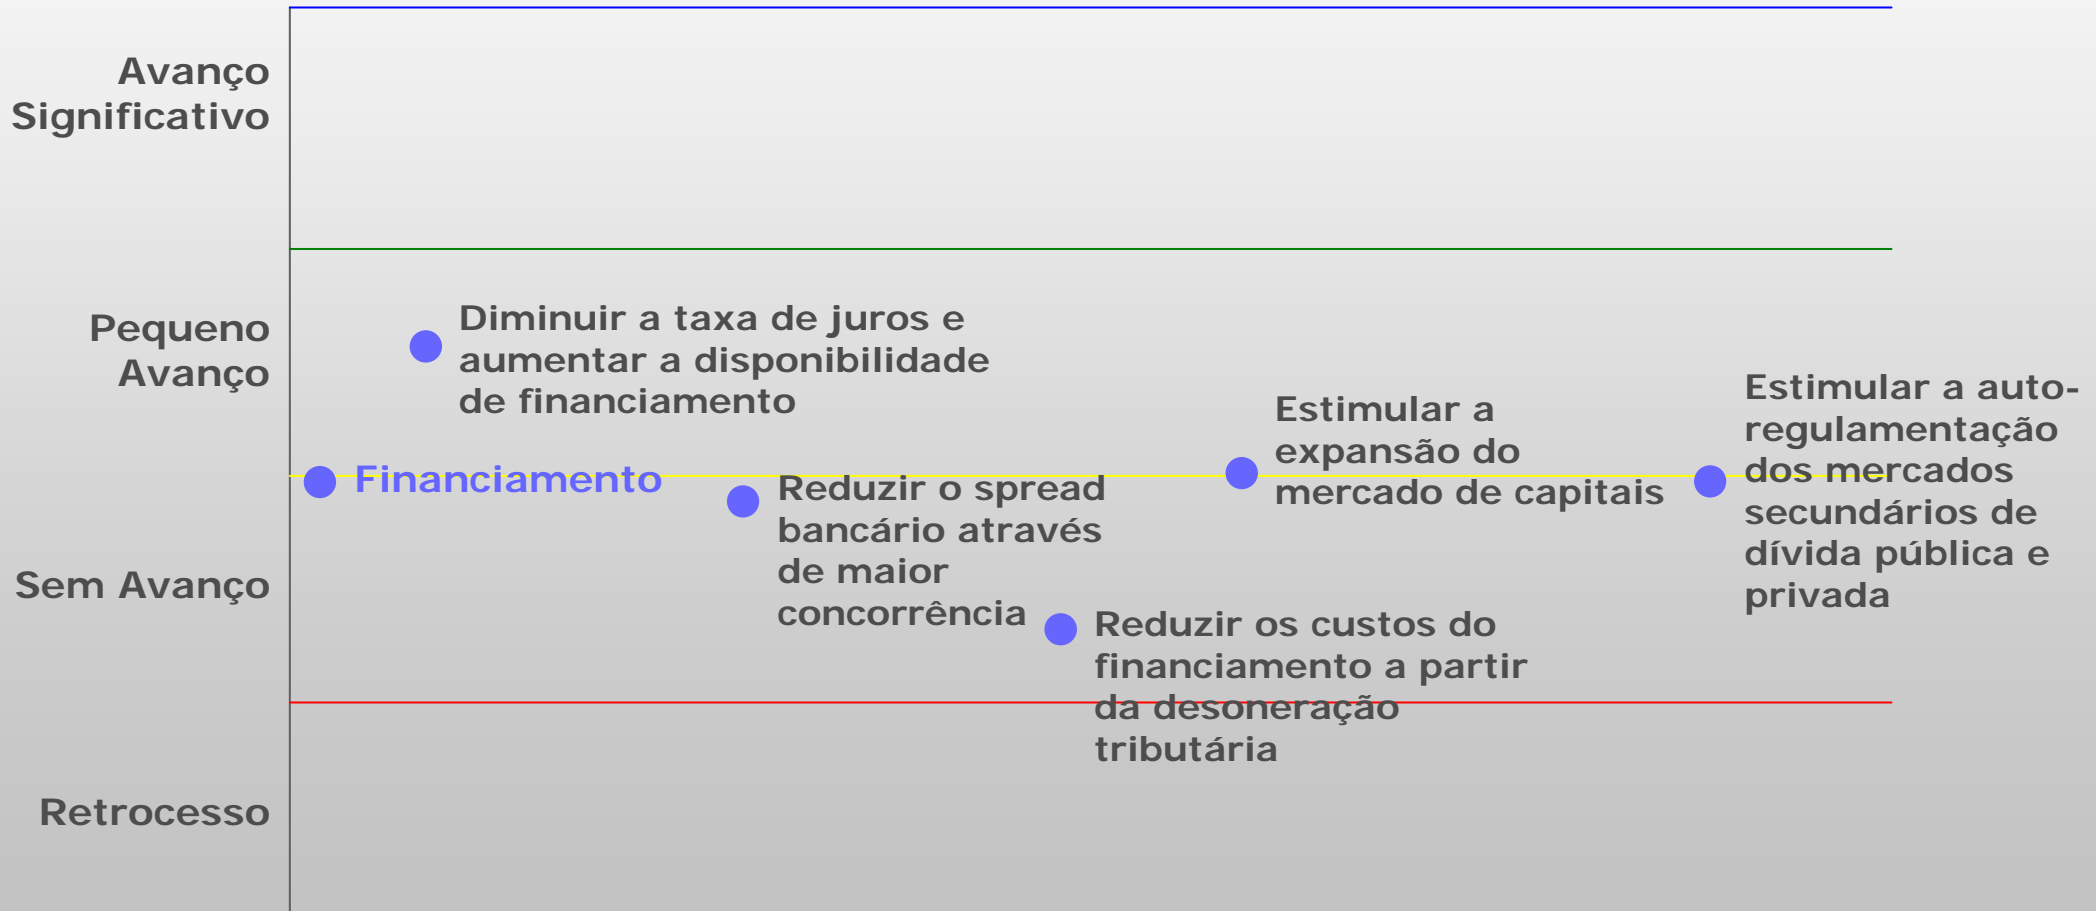 Avanço
Significativo
Pequeno
Avanço
Sem Avanço
Retrocesso
Diminuir a taxa de juros e
aumentar a disponibilidade
de financiamento
Financiamento
Reduzir o spread
bancário através
de maior
concorrência
Reduzir os custos do
financiamento a partir
da desoneração
tributária
Estimular a
expansão do
mercado de capitais
Estimular a auto-
regulamentação
dos mercados
secundários de
dívida pública e
privada